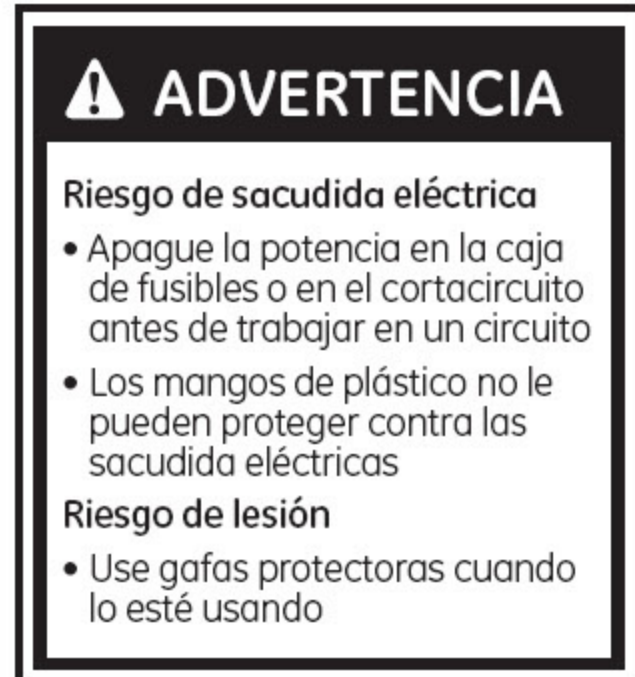 ADVERTENCIA
Riesgo de sacudida eléctrica
• Apague la potencia en la caja
de fusibles o en el cortacircuito
antes de trabajar en un circuito
• Los mangos de plástico no le
pueden proteger contra las
sacudida eléctricas
Riesgo de lesión
• Use gafas protectoras cuando
lo esté usando